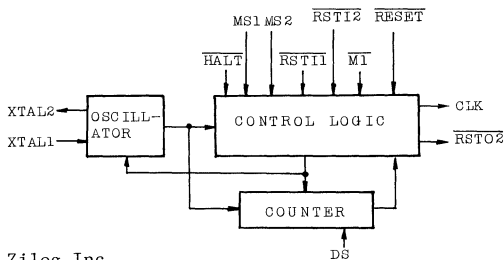 MS1 MS2 RSTI2 RESET
HALT RSTI1 M1
XTAL2
XTAL1
OSCILL-
ATOR
CONTROL LOGIC
CLK
RSTO2
COUNTER
DS
Zilog Inc